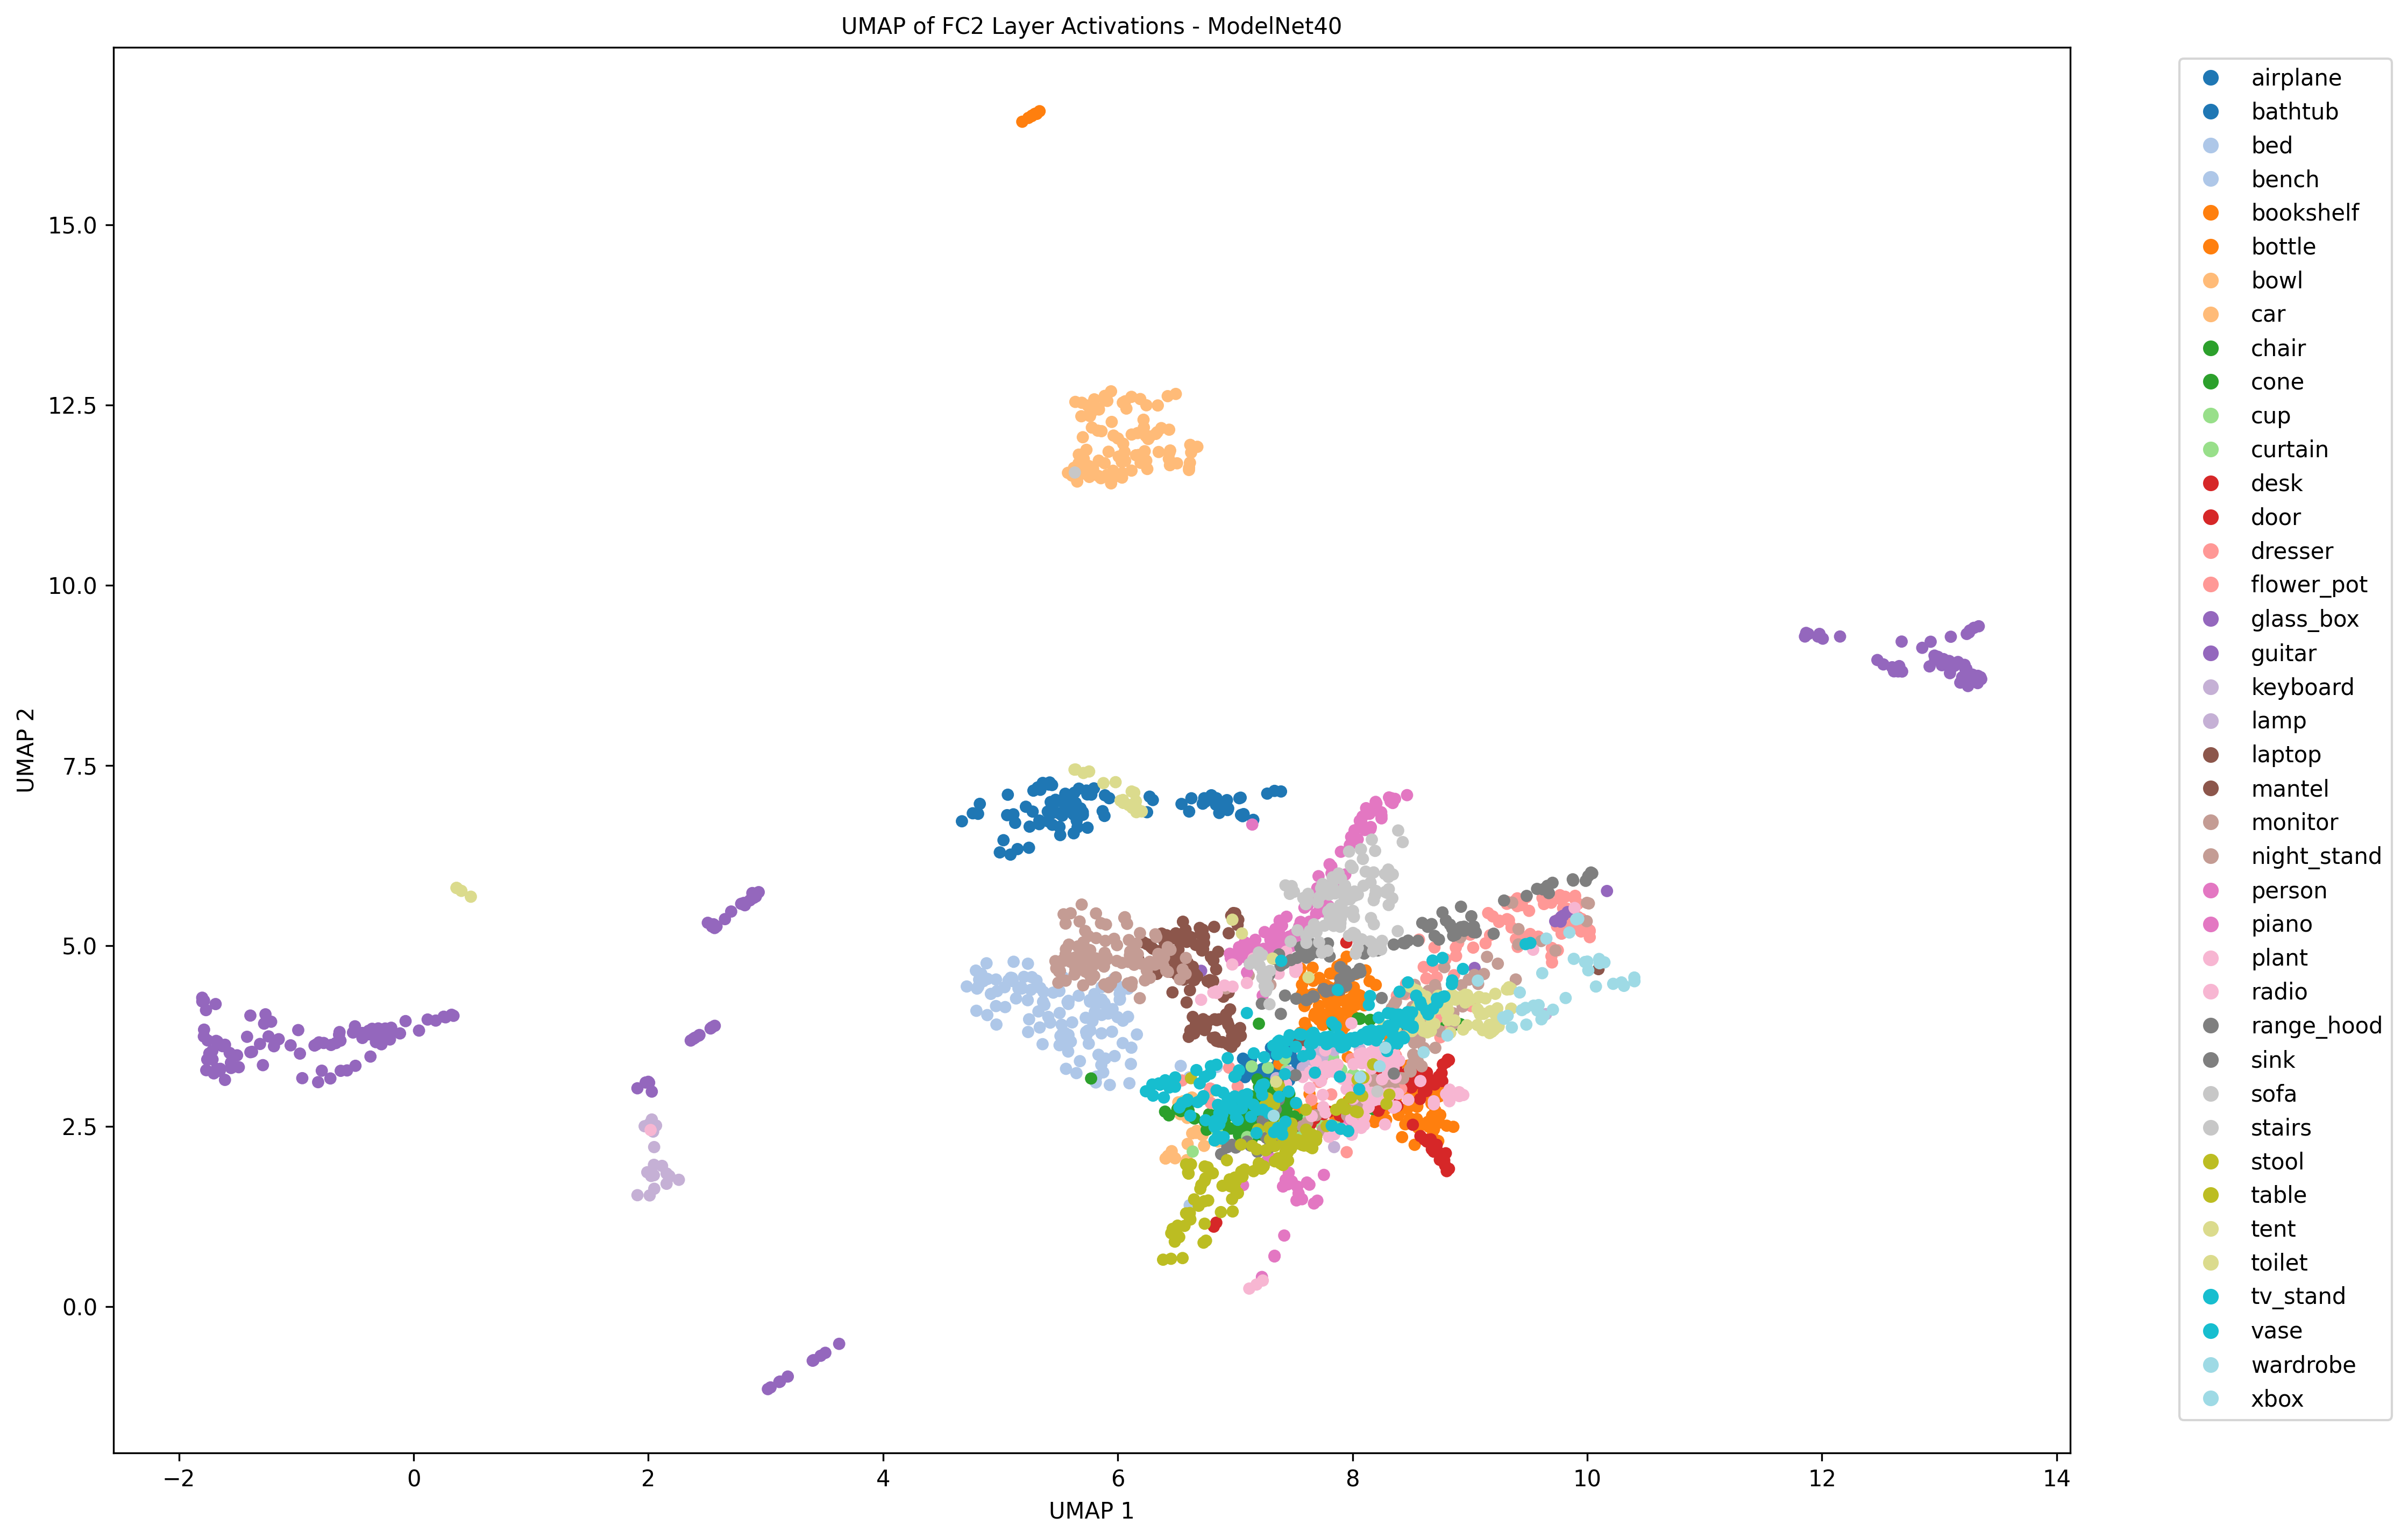 UMAP of FC2 Layer Activations - ModelNet40
UMAP 2
15.0
12.5
10.0
7.5
5.0
2.5
0.0
−2
0
2
4
6
8
10
12
14
UMAP 1
airplane
bathtub
bed
bench
bookshelf
bottle
bowl
car
chair
cone
cup
curtain
desk
door
dresser
flower_pot
glass_box
guitar
keyboard
lamp
laptop
mantel
monitor
night_stand
person
piano
plant
radio
range_hood
sink
sofa
stairs
stool
table
tent
toilet
tv_stand
vase
wardrobe
xbox